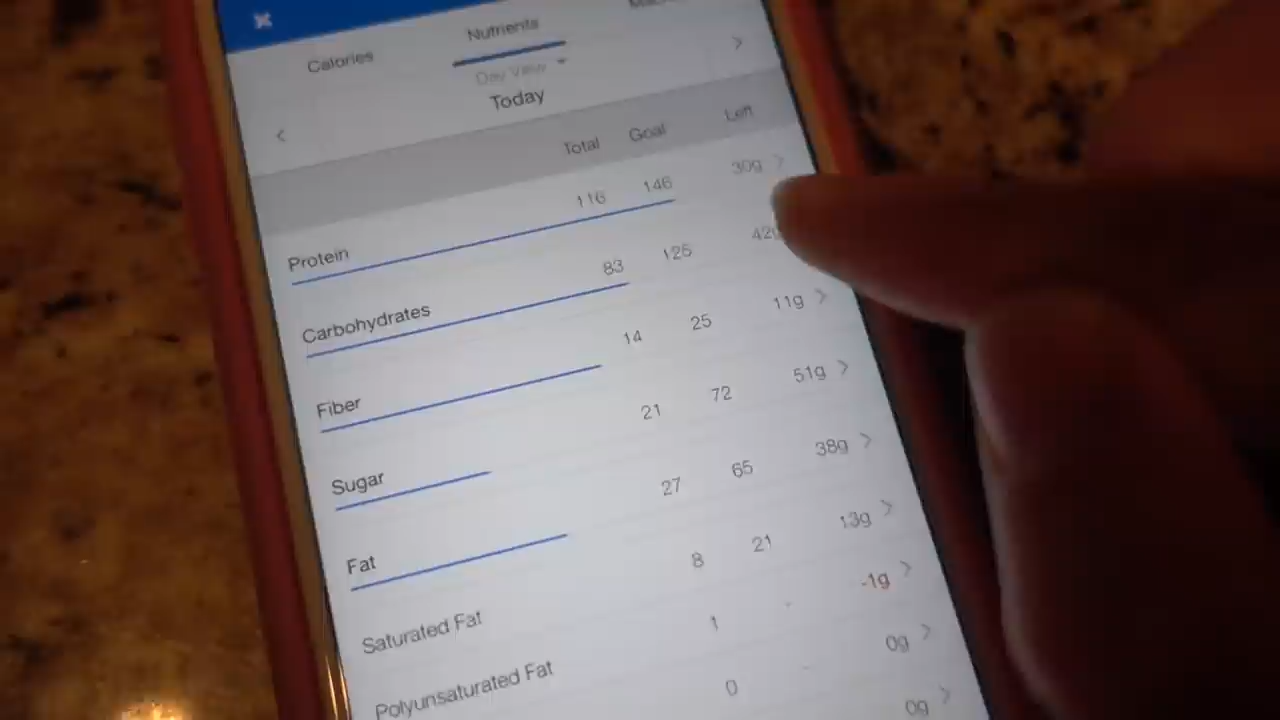 Calories Nutrients
Day View
Today
Total Goal Left
Protein 116 146 30g
Carbohydrates 83 125 42g
Fiber 14 25 11g
Sugar 21 72 51g
Fat 27 65 38g
Saturated Fat 8 21 13g
Polyunsaturated Fat 1 - -1g
0 - 0g
0g